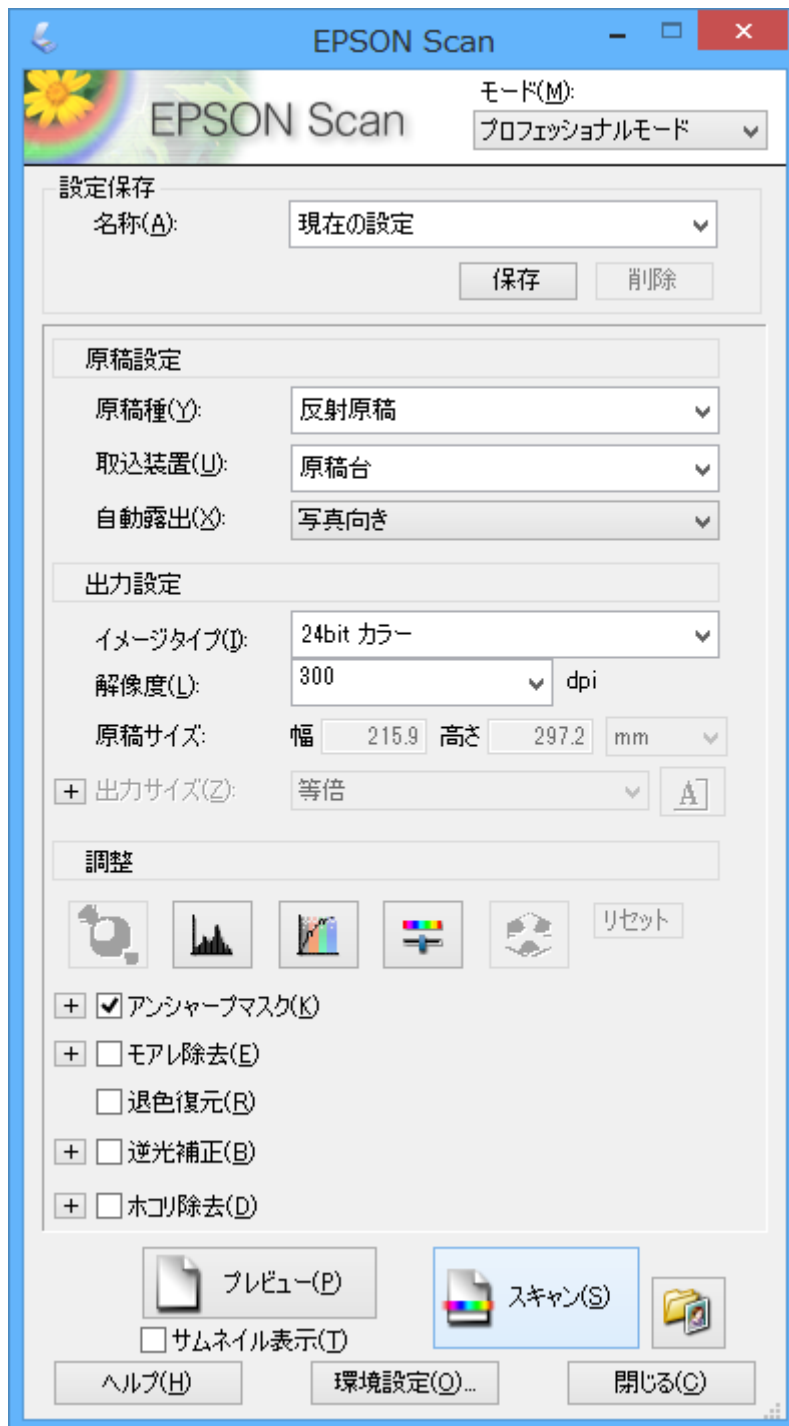 EPSON Scan
EPSON Scan
モード(M):
プロフェッショナルモード
設定保存
名称(A):
現在の設定
保存
削除
原稿設定
原稿種(Y):
反射原稿
取込装置(U):
原稿台
自動露出(X):
写真向き
出力設定
イメージタイプ(I):
24bit カラー
解像度(L):
300
dpi
原稿サイズ:
幅 215.9 高さ 297.2 mm
+ 出力サイズ(Z):
等倍
A
調整
リセット
+ アンシャープマスク(K)
+ モアレ除去(E)
退色復元(R)
+ 逆光補正(B)
+ ホコリ除去(D)
プレビュー(P)
スキャン(S)
サムネイル表示(T)
ヘルプ(H)
環境設定(O)...
閉じる(C)